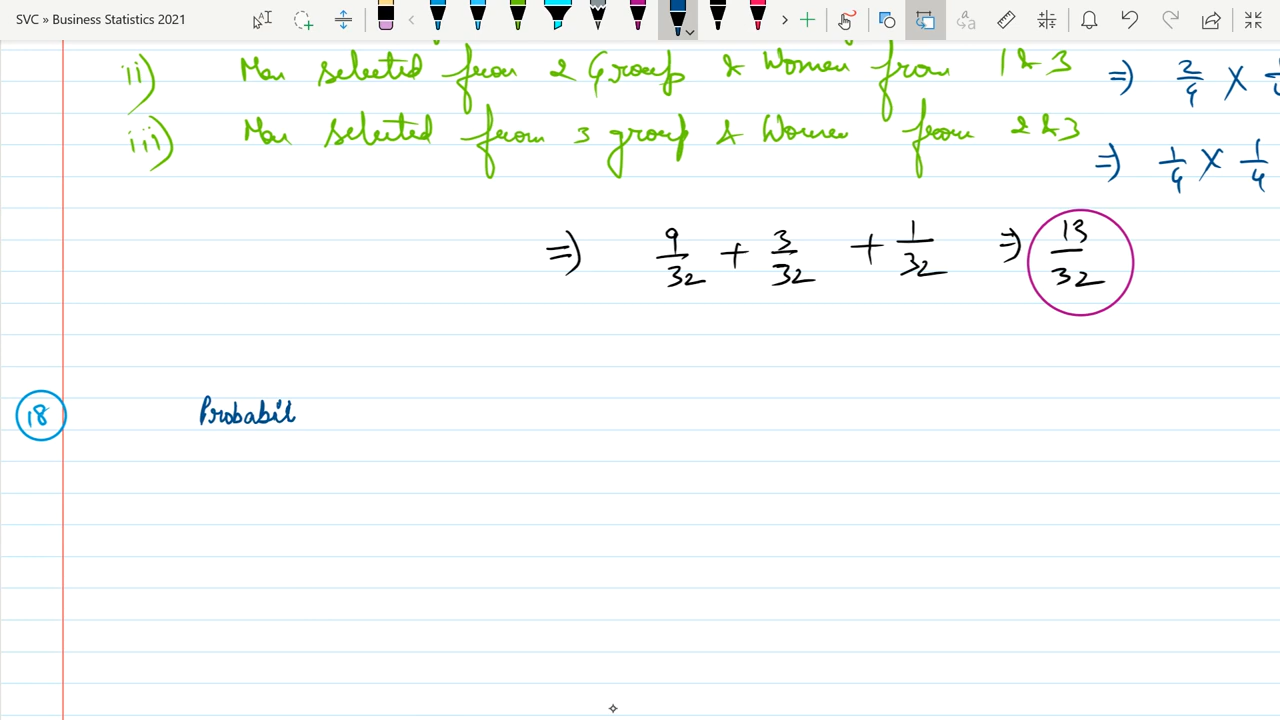 SVC » Business Statistics 2021
ii) Man selected from 2 Group & Women from 1 & 3 => 2/4 X
iii) Man selected from 3 group & Women from 2 & 3
=> 1/4 X 1/4
=> 9/32 + 3/32 + 1/32 => 13/32
18 Probabil